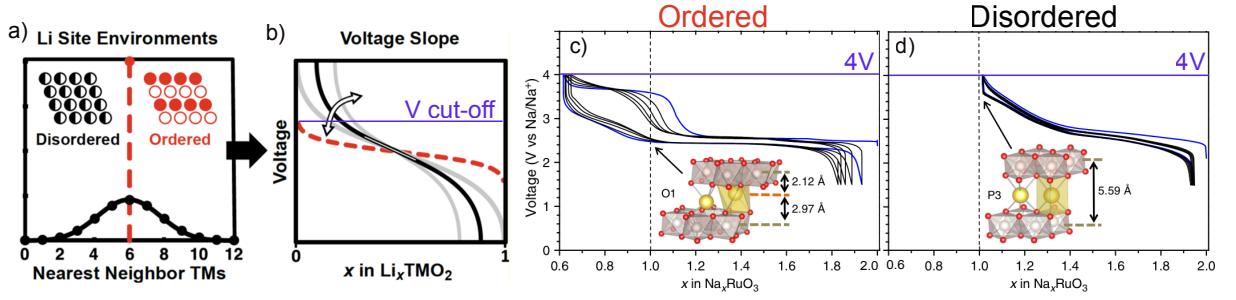 Ordered
Disordered
a)
Li Site Environments
Disordered
Ordered
0 2 4 6 8 10 12
Nearest Neighbor TMs
b)
Voltage Slope
V cut-off
Voltage
0 1
x in LixTMO2
c)
4V
Voltage (V vs Na/Na+)
5
4
3
2
1
0
O1
2.12 Å
2.97 Å
0.6 0.8 1.0 1.2 1.4 1.6 1.8 2.0
x in NaxRuO3
d)
4V
P3
5.59 Å
0.6 0.8 1.0 1.2 1.4 1.6 1.8 2.0
x in NaxRuO3